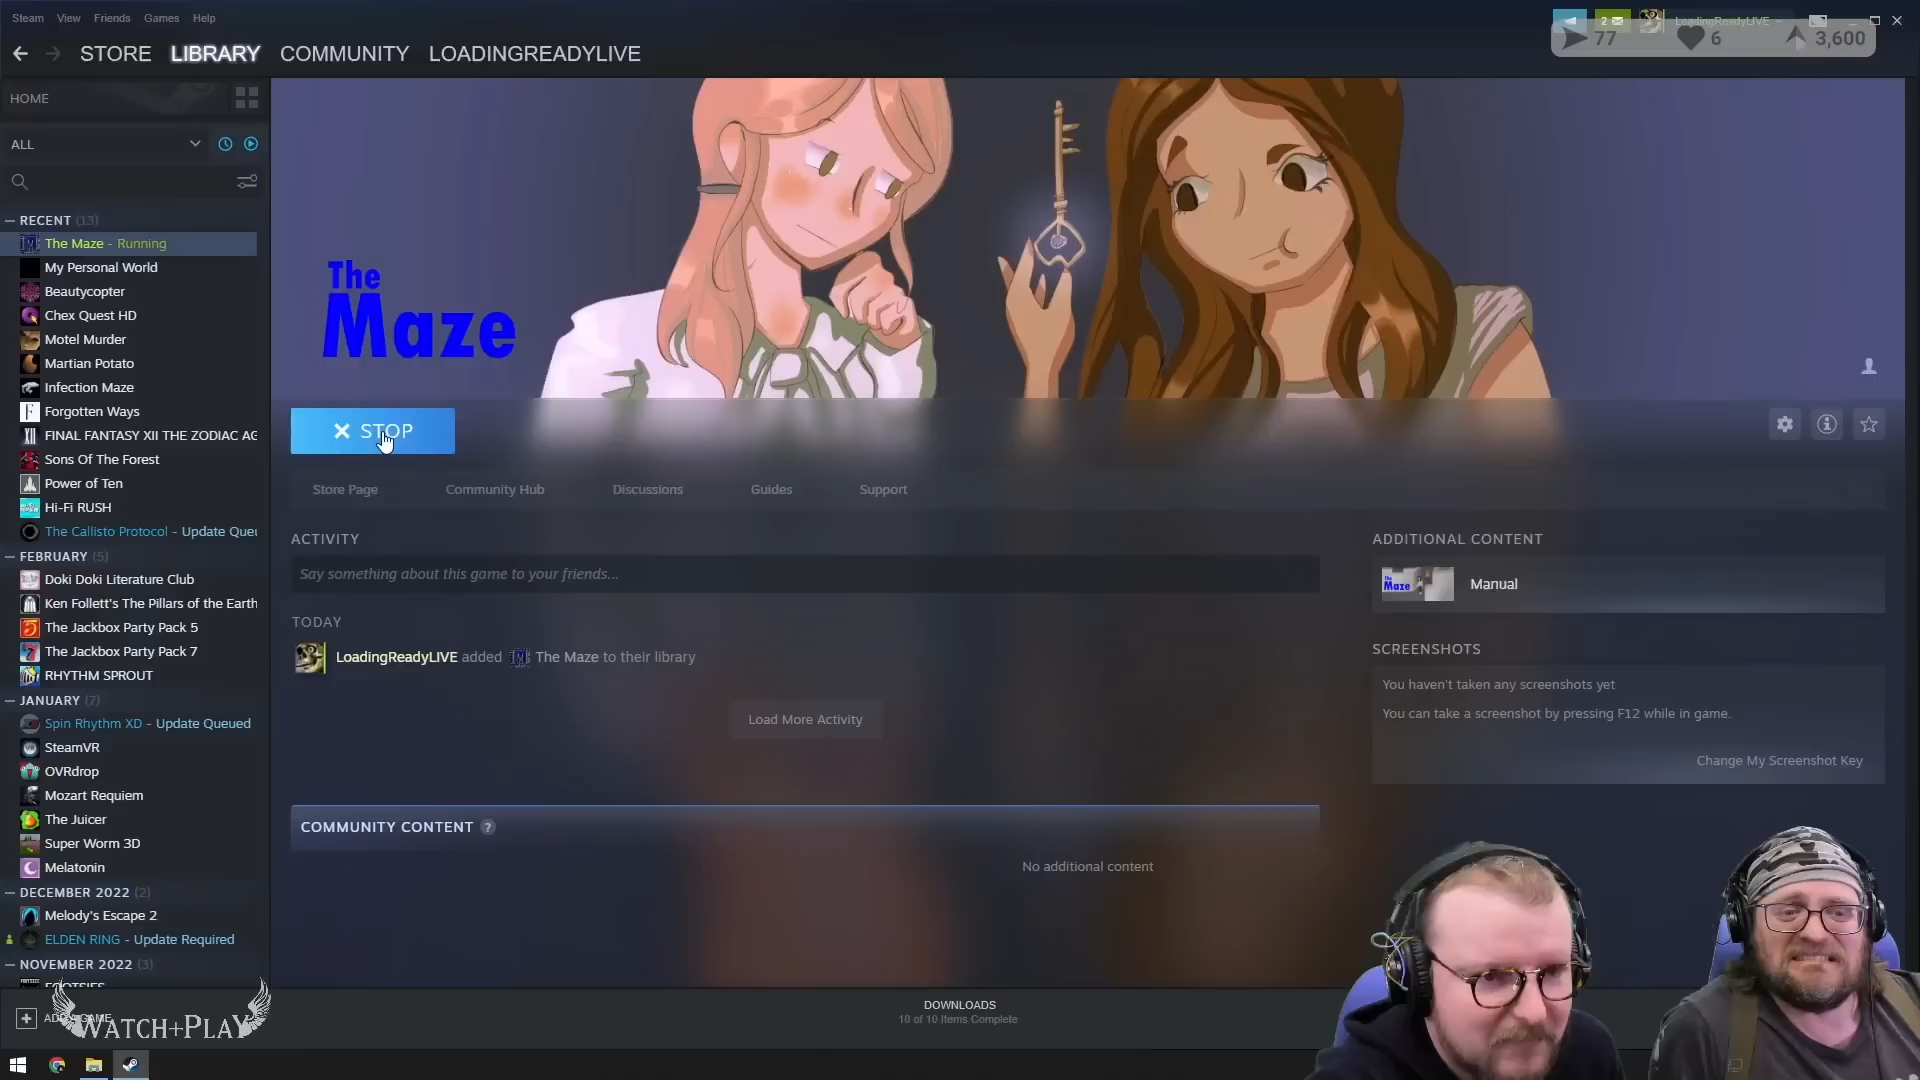 Steam View Friends Games Help
2 LoadingReadyLIVE
77 6 3,600
STORE LIBRARY COMMUNITY LOADINGREADYLIVE
HOME
ALL
RECENT (13)
The Maze - Running
My Personal World
Beautycopter
Chex Quest HD
Motel Murder
Martian Potato
Infection Maze
Forgotten Ways
FINAL FANTASY XII THE ZODIAC AG
Sons Of The Forest
Power of Ten
Hi-Fi RUSH
The Callisto Protocol - Update Queu
FEBRUARY (5)
Doki Doki Literature Club
Ken Follett's The Pillars of the Earth
The Jackbox Party Pack 5
The Jackbox Party Pack 7
RHYTHM SPROUT
JANUARY (7)
Spin Rhythm XD - Update Queued
SteamVR
OVRdrop
Mozart Requiem
The Juicer
Super Worm 3D
Melatonin
DECEMBER 2022 (2)
Melody's Escape 2
ELDEN RING - Update Required
NOVEMBER 2022 (3)
FOOTSIES
ADD A GAME
WATCH+PLAY
The
Maze
STOP
Store Page Community Hub Discussions Guides Support
ACTIVITY
Say something about this game to your friends...
TODAY
LoadingReadyLIVE added The Maze to their library
Load More Activity
COMMUNITY CONTENT ?
No additional content
ADDITIONAL CONTENT
The
Maze
Manual
SCREENSHOTS
You haven't taken any screenshots yet
You can take a screenshot by pressing F12 while in game.
Change My Screenshot Key
DOWNLOADS
10 of 10 Items Complete